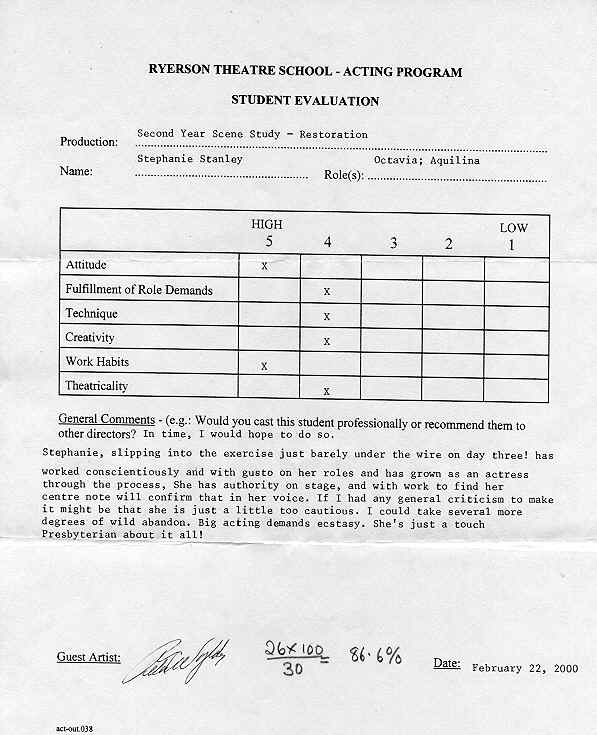 RYERSON THEATRE SCHOOL - ACTING PROGRAM
STUDENT EVALUATION
Production: Second Year Scene Study - Restoration
Name: Stephanie Stanley Role(s): Octavia; Aquilina
HIGH LOW
5 4 3 2 1
Attitude X
Fulfillment of Role Demands X
Technique X
Creativity X
Work Habits X
Theatricality X
General Comments - (e.g.: Would you cast this student professionally or recommend them to
other directors? In time, I would hope to do so.
Stephanie, slipping into the exercise just barely under the wire on day three! has
worked conscientiously and with gusto on her roles and has grown as an actress
through the process, She has authority on stage, and with work to find her
centre note will confirm that in her voice. If I had any general criticism to make
it might be that she is just a little too cautious. I could take several more
degrees of wild abandon. Big acting demands ecstasy. She's just a touch
Presbyterian about it all!
Guest Artist: 26x100 = 86.6% Date: February 22, 2000
30
act-out.038